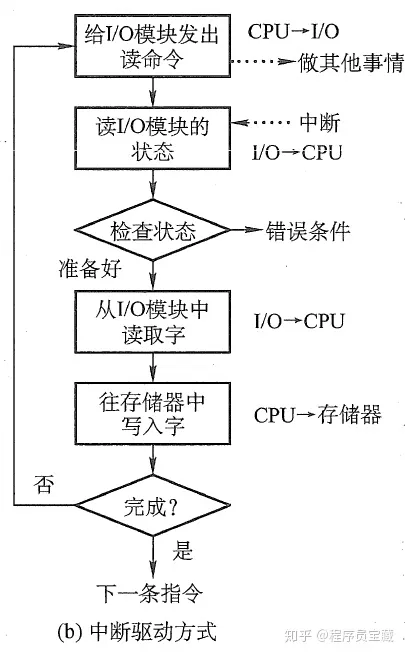 给I/O模块发出
读命令
CPU→I/O
做其他事情
读I/O模块的
状态
中断
I/O→CPU
检查状态
错误条件
准备好
从I/O模块中
读取字
I/O→CPU
往存储器中
写入字
CPU→存储器
否
完成?
是
下一条指令
(b) 中断驱动方式
知乎 @程序员宝藏